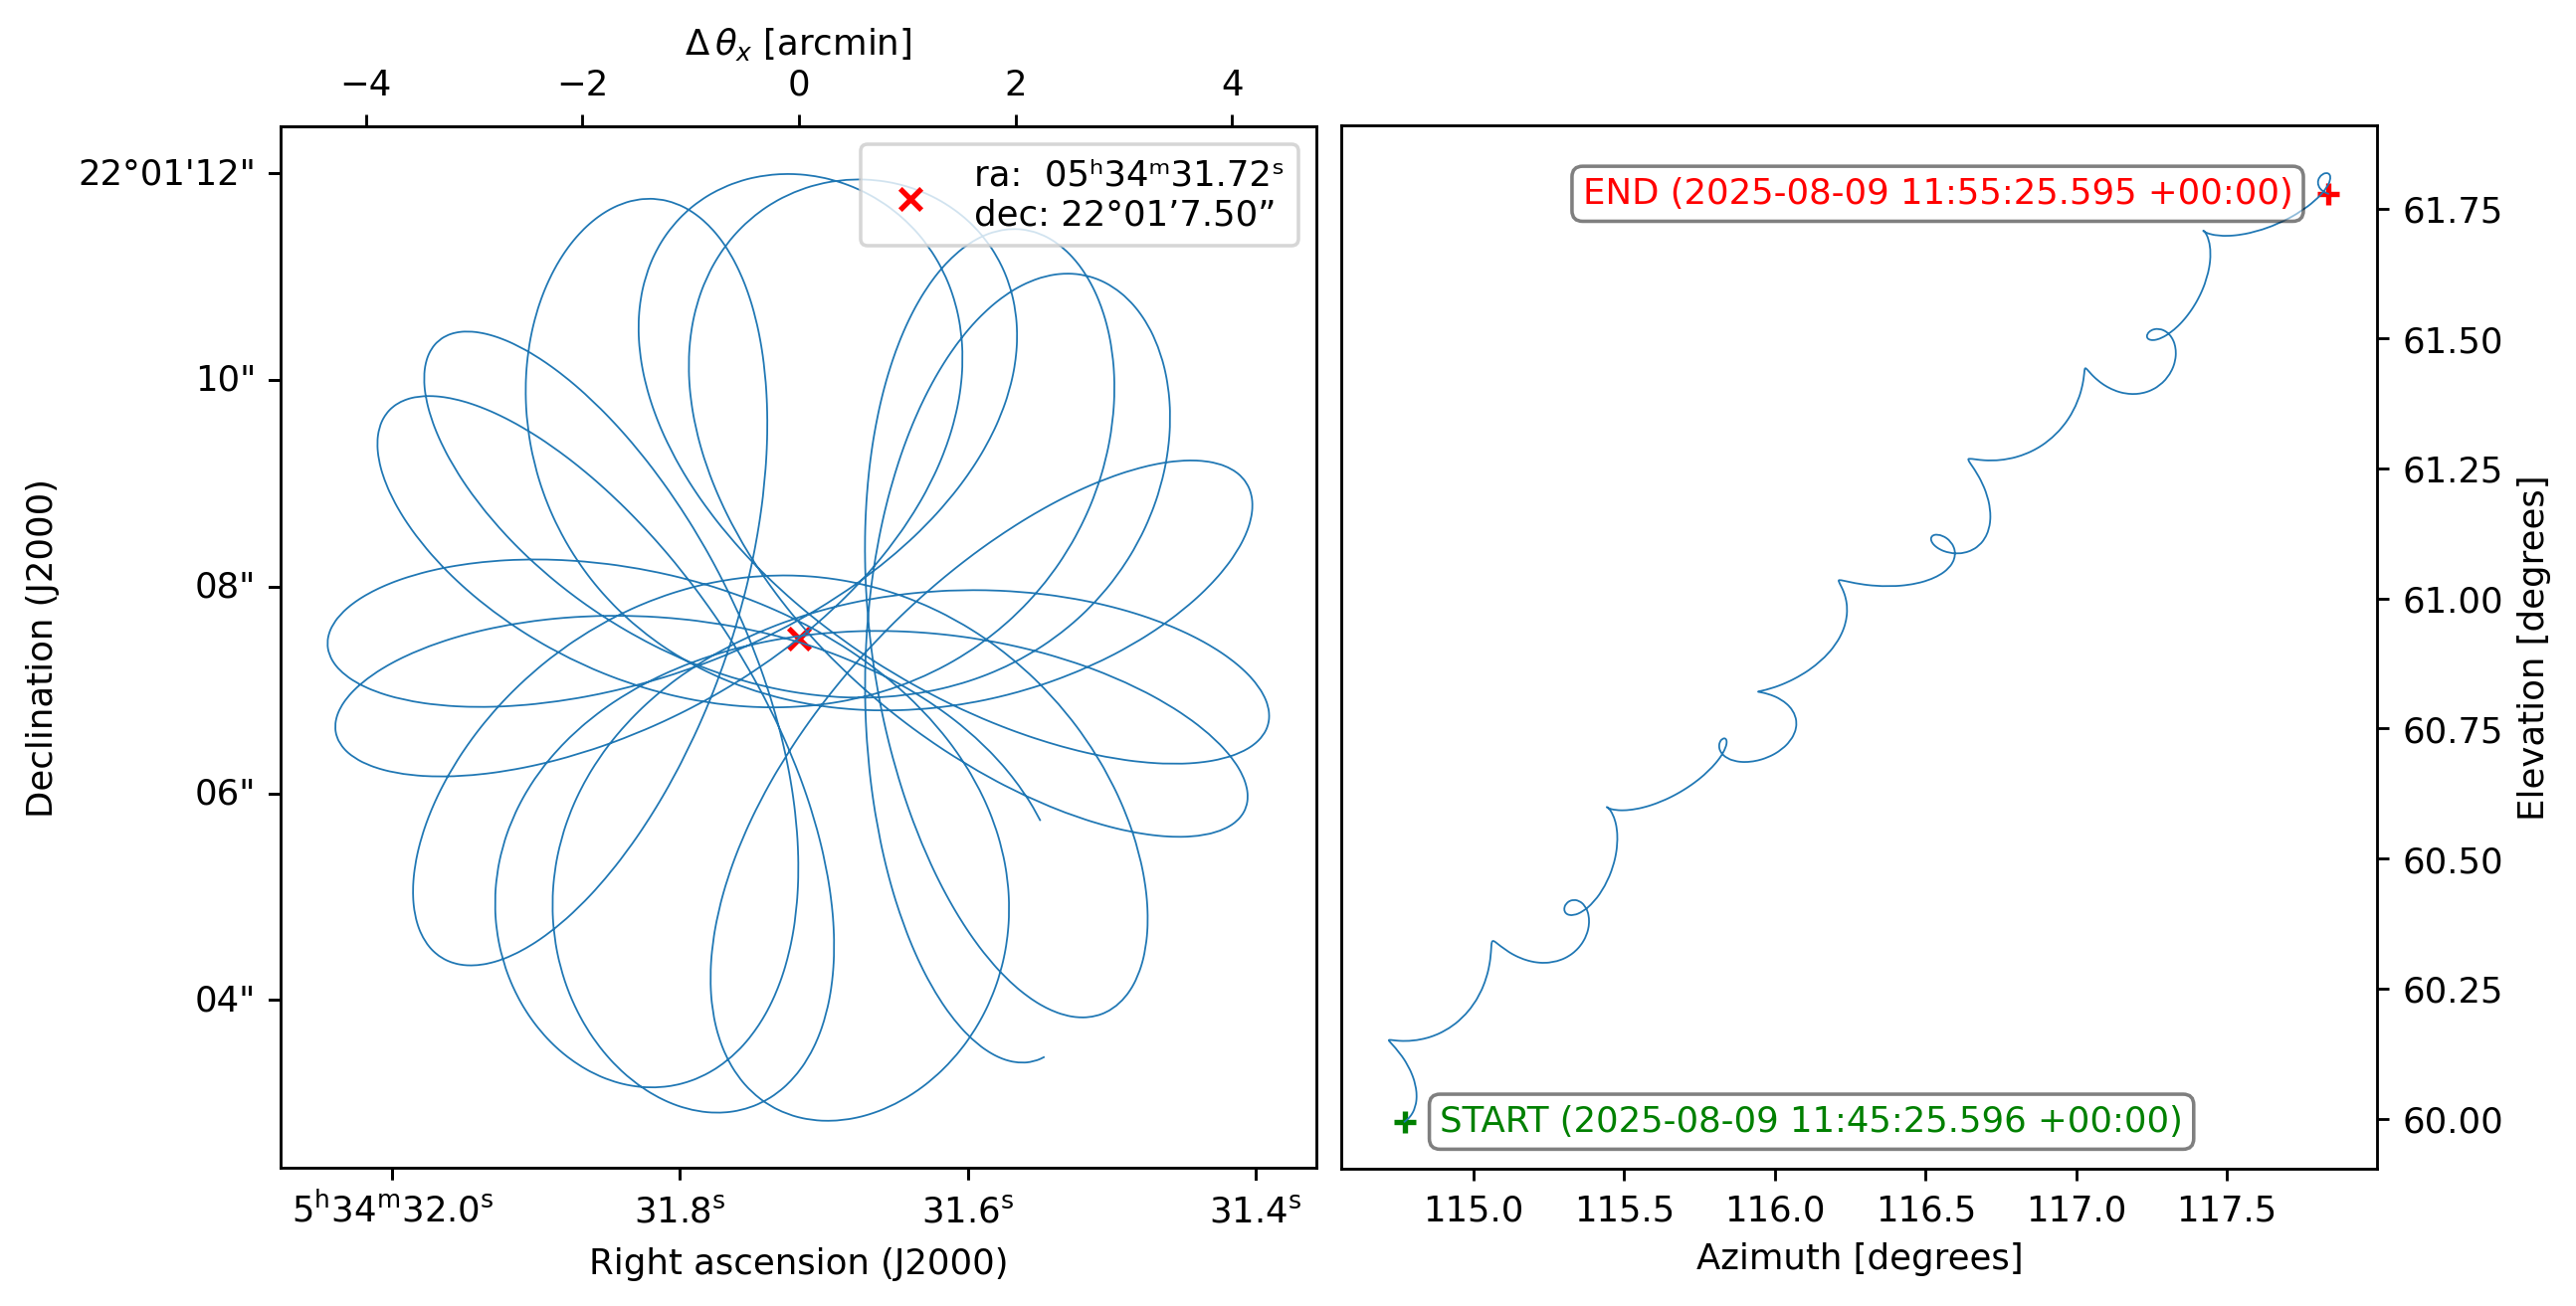 Δ θₓ [arcmin]
−4 −2 0 2 4
22°01'12"
10"
08"
06"
04"
Declination (J2000)
ra: 05ʰ34ᵐ31.72ˢ
dec: 22°01’7.50”
5ʰ34ᵐ32.0ˢ 31.8ˢ 31.6ˢ 31.4ˢ
Right ascension (J2000)
END (2025-08-09 11:55:25.595 +00:00)
START (2025-08-09 11:45:25.596 +00:00)
61.75
61.50
61.25
61.00
60.75
60.50
60.25
60.00
Elevation [degrees]
115.0 115.5 116.0 116.5 117.0 117.5
Azimuth [degrees]